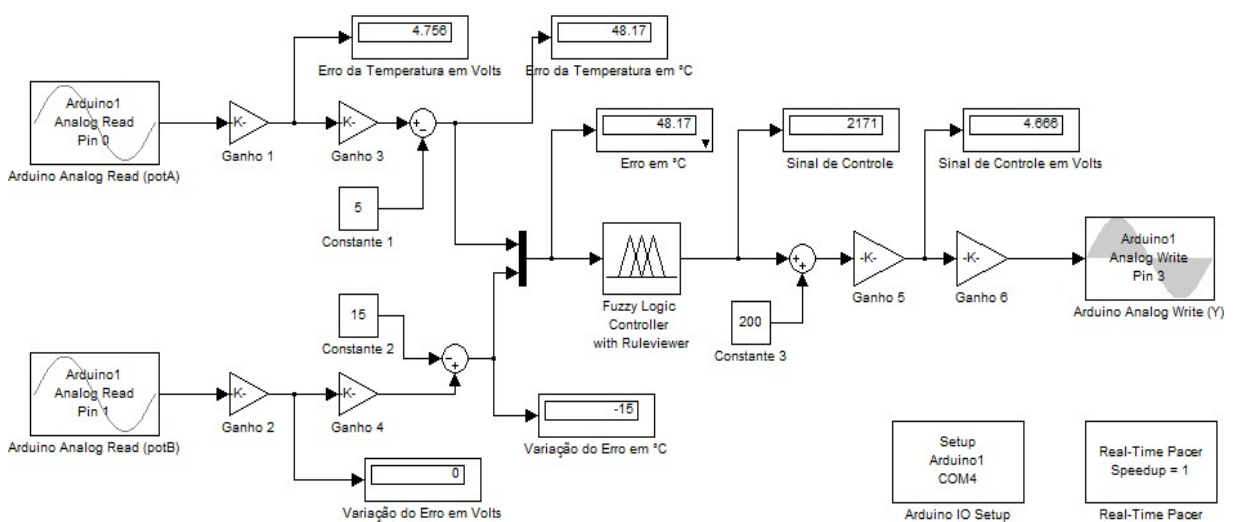 4.756
Erro da Temperatura em Volts
48.17
Erro da Temperatura em °C
Arduino1
Analog Read
Pin 0
Arduino Analog Read (potA)
K-
Ganho 1
K-
Ganho 3
5
Constante 1
48.17
Erro em °C
2171
Sinal de Controle
4.666
Sinal de Controle em Volts
Fuzzy Logic
Controller
with Ruleviewer
200
Constante 3
-K-
Ganho 5
-K-
Ganho 6
Arduino1
Analog Write
Pin 3
Arduino Analog Write (Y)
15
Constante 2
Arduino1
Analog Read
Pin 1
Arduino Analog Read (potB)
K-
Ganho 2
K-
Ganho 4
-15
Variação do Erro em °C
0
Variação do Erro em Volts
Setup
Arduino1
COM4
Arduino IO Setup
Real-Time Pacer
Speedup = 1
Real-Time Pacer